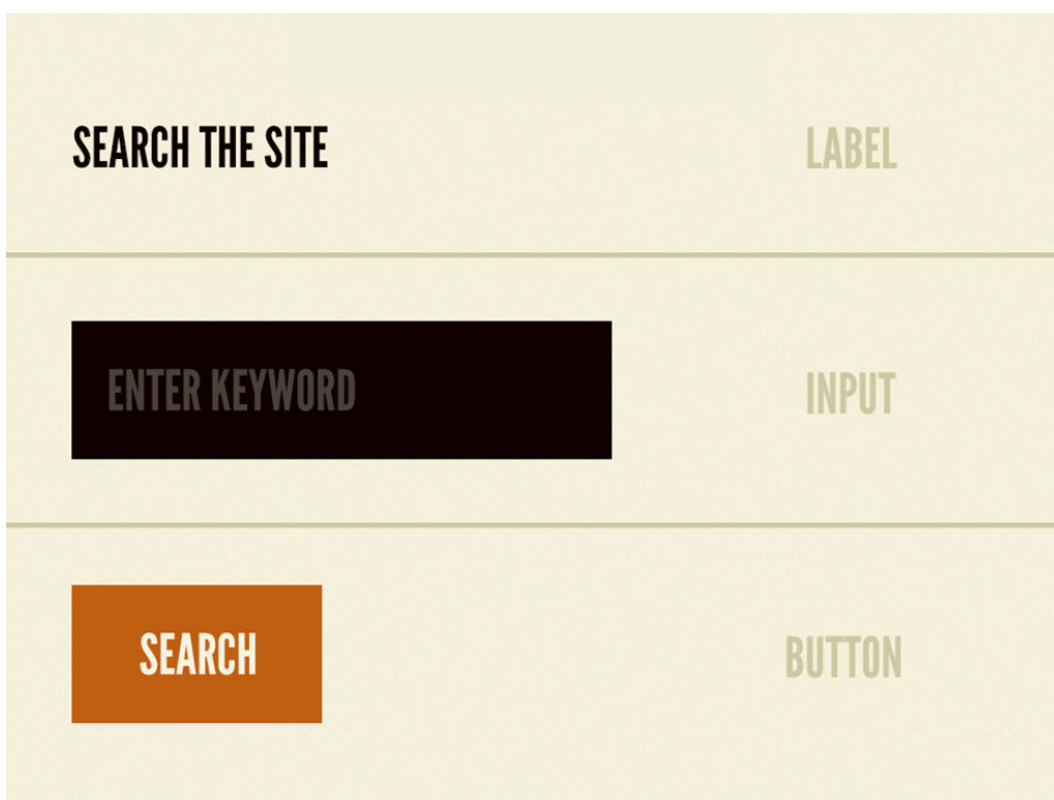 SEARCH THE SITE
LABEL
ENTER KEYWORD
INPUT
SEARCH
BUTTON